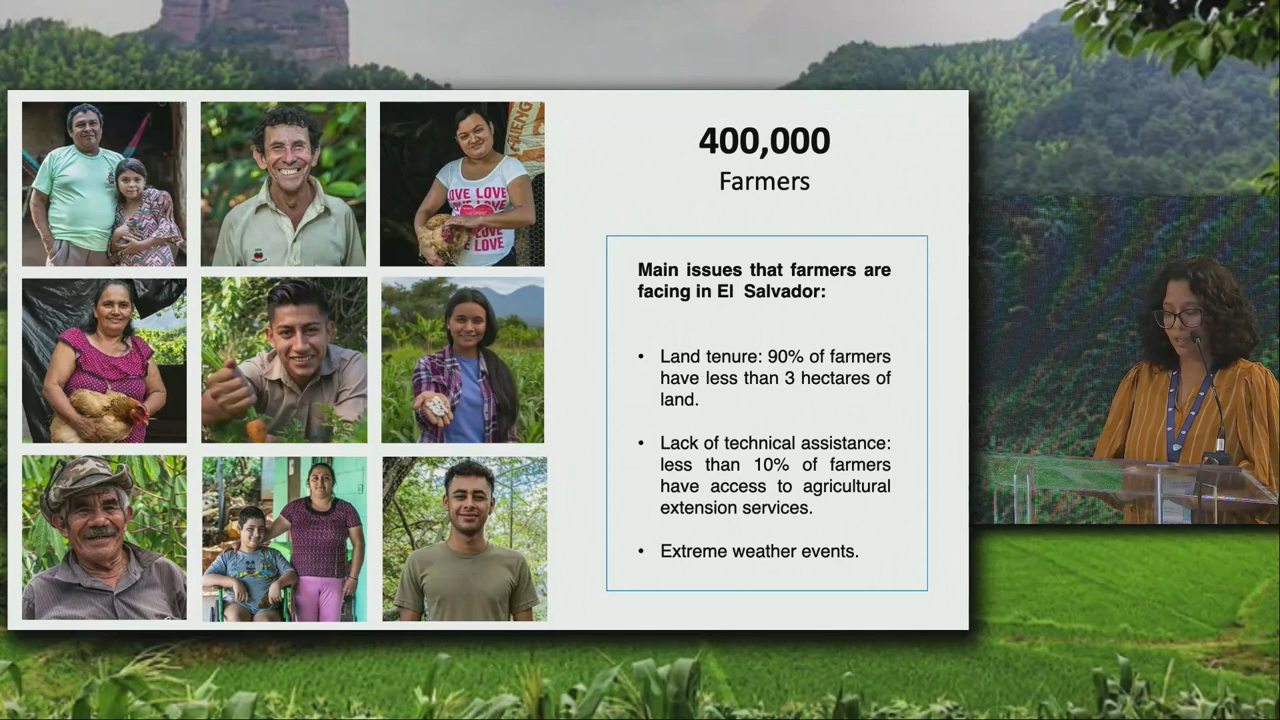 400,000
Farmers
Main issues that farmers are
facing in El Salvador:
• Land tenure: 90% of farmers
have less than 3 hectares of
land.
• Lack of technical assistance:
less than 10% of farmers
have access to agricultural
extension services.
• Extreme weather events.
LOVE LOVE
E LOVE
LOVE